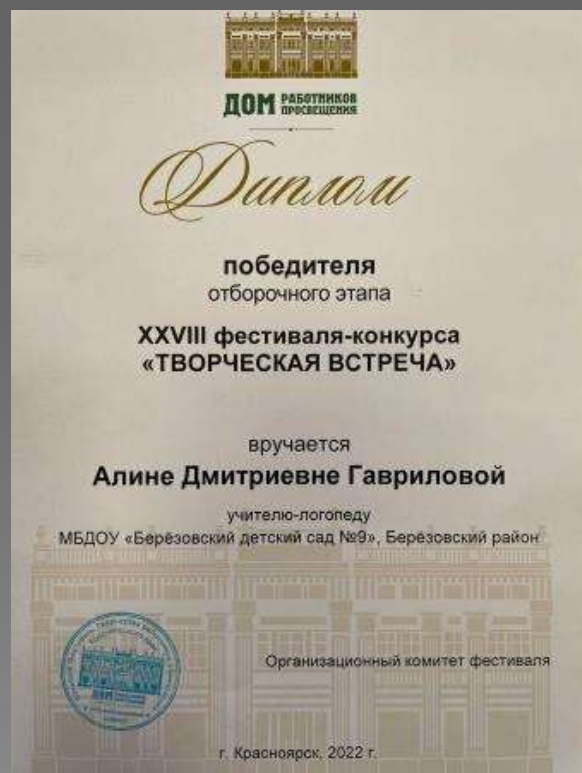 ДОМ РАБОТНИКОВ
ПРОСВЕЩЕНИЯ
Диплом
победителя
отборочного этапа
XXVIII фестиваля-конкурса
«ТВОРЧЕСКАЯ ВСТРЕЧА»
вручается
Алине Дмитриевне Гавриловой
учителю-логопеду
МБДОУ «Берёзовский детский сад №9», Берёзовский район
ДОМ
Организационный комитет фестиваля
г. Красноярск, 2022 г.